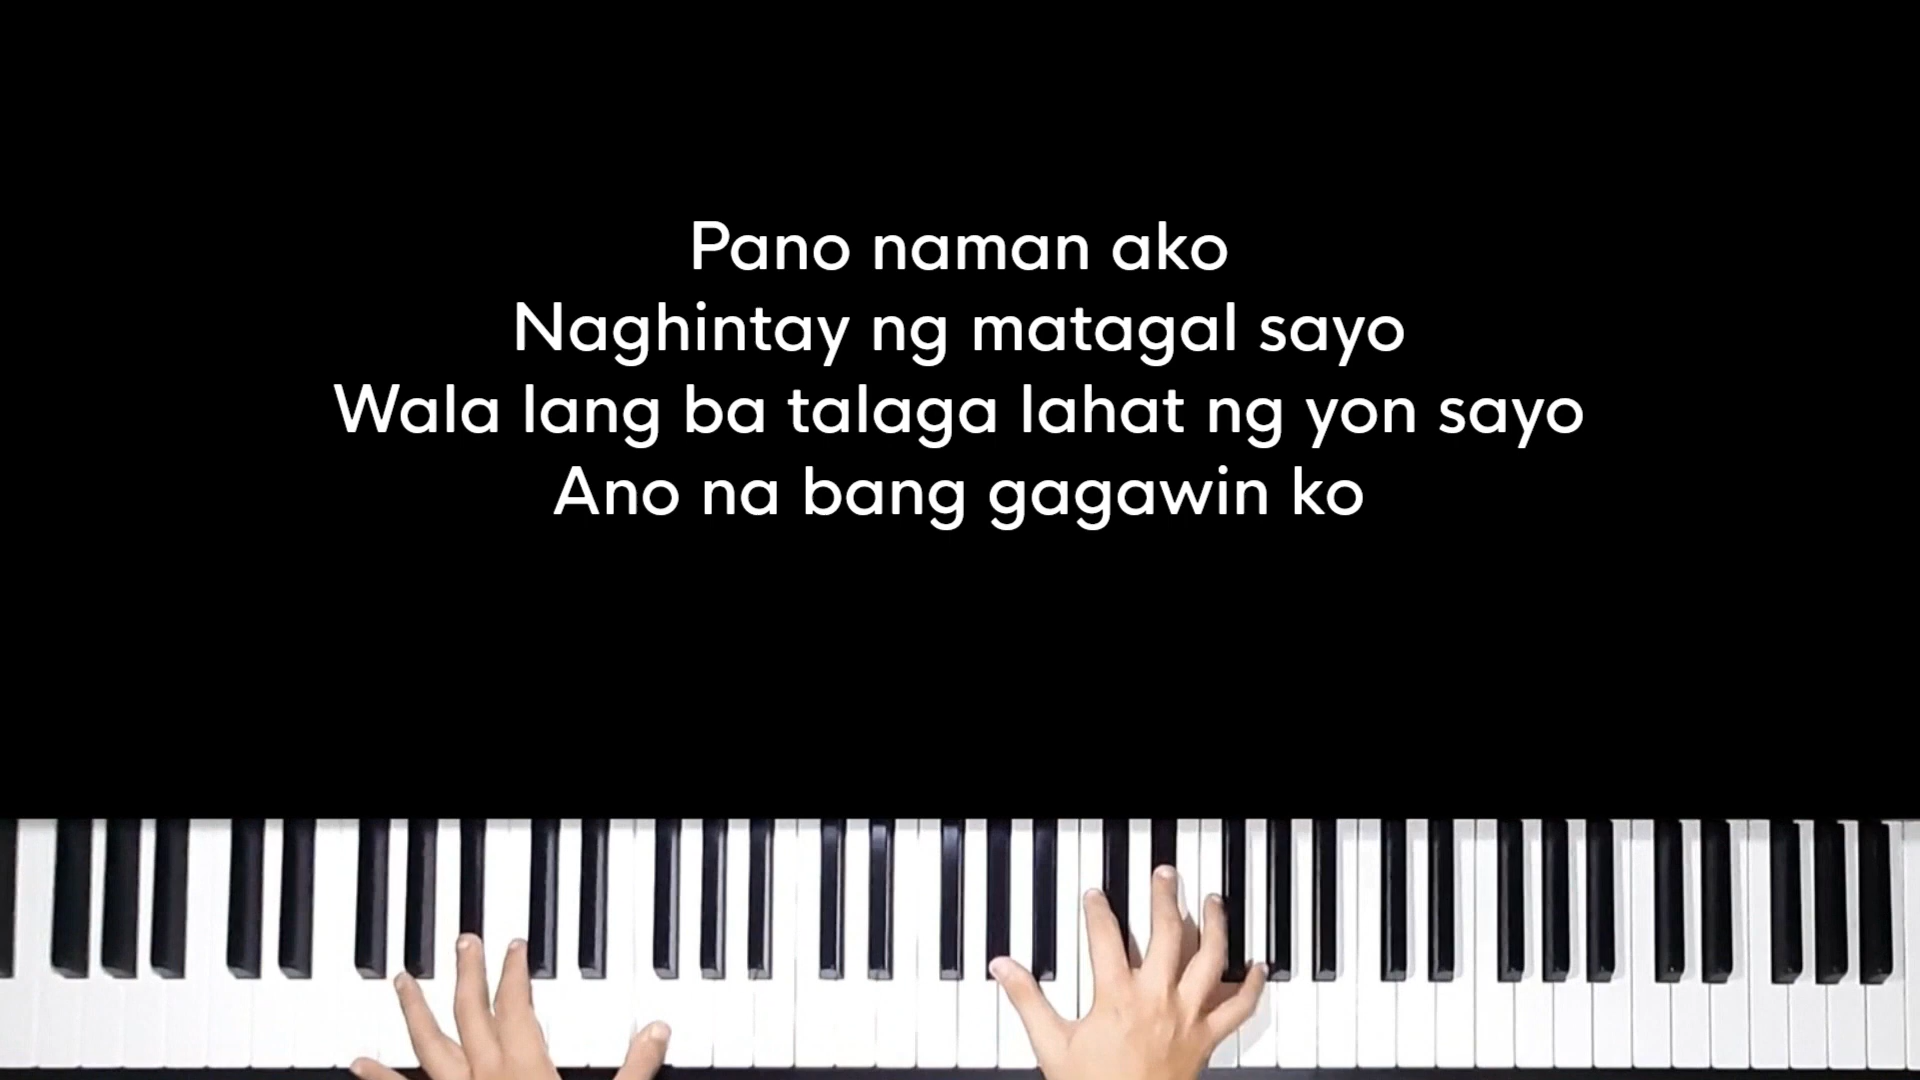 Pano naman ako
Naghintay ng matagal sayo
Wala lang ba talaga lahat ng yon sayo
Ano na bang gagawin ko